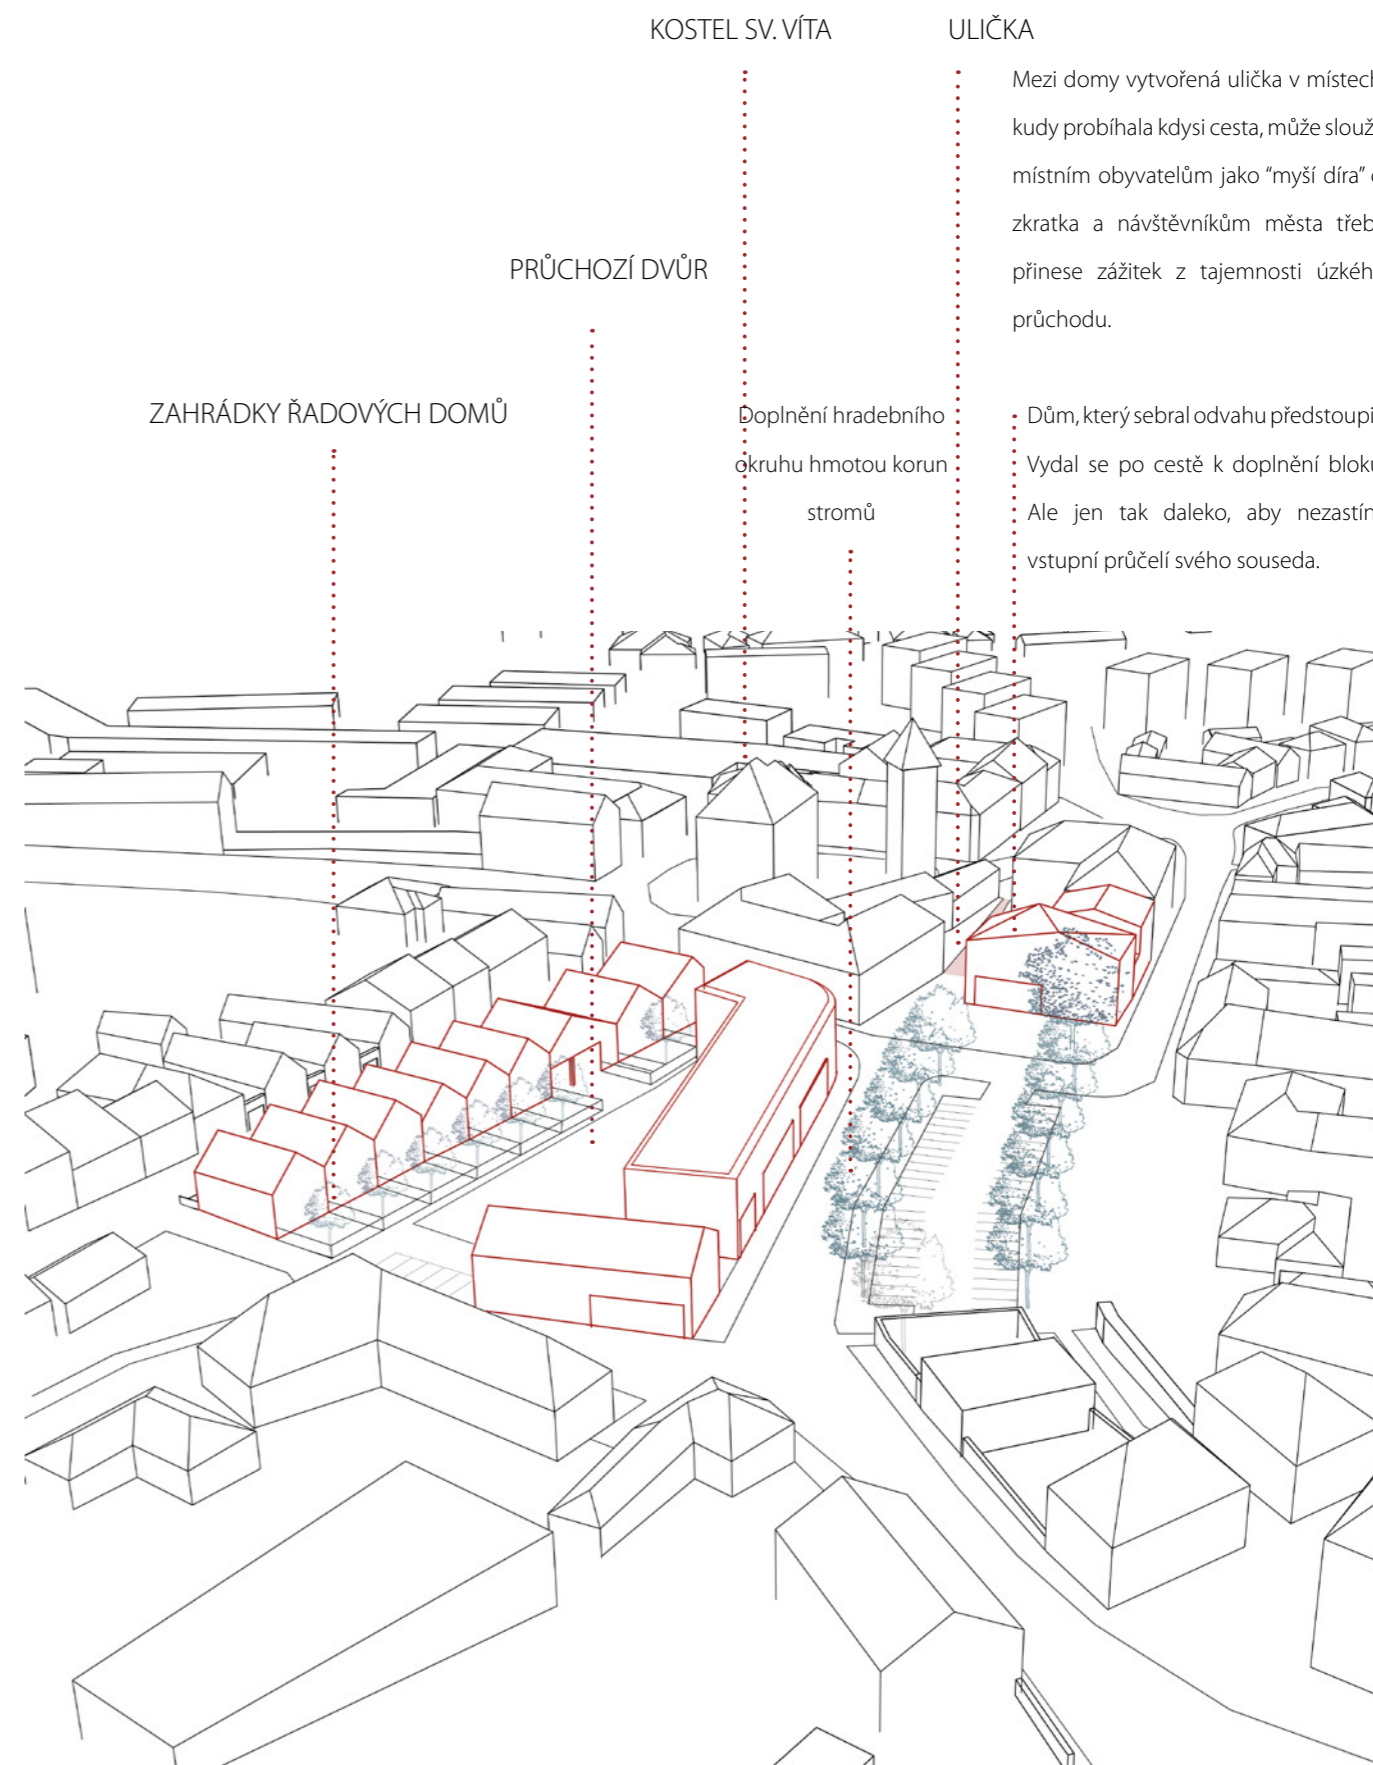 KOSTEL SV. VÍTA
ULIČKA
Mezi domy vytvořená ulička v místech
kudy probíhala kdysi cesta, může slouž
místním obyvatelům jako “myší díra”
zkratka a návštěvníkům města třeb
přinese zážitek z tajemnosti úzkéh
průchodu.
PRŮCHOZÍ DVŮR
ZAHRÁDKY ŘADOVÝCH DOMŮ
Doplnění hradebního
okruhu hmotou korun
stromů
Dům, který sebral odvahu předstoupi
Vydal se po cestě k doplnění bloku
Ale jen tak daleko, aby nezastín
vstupní průčelí svého souseda.